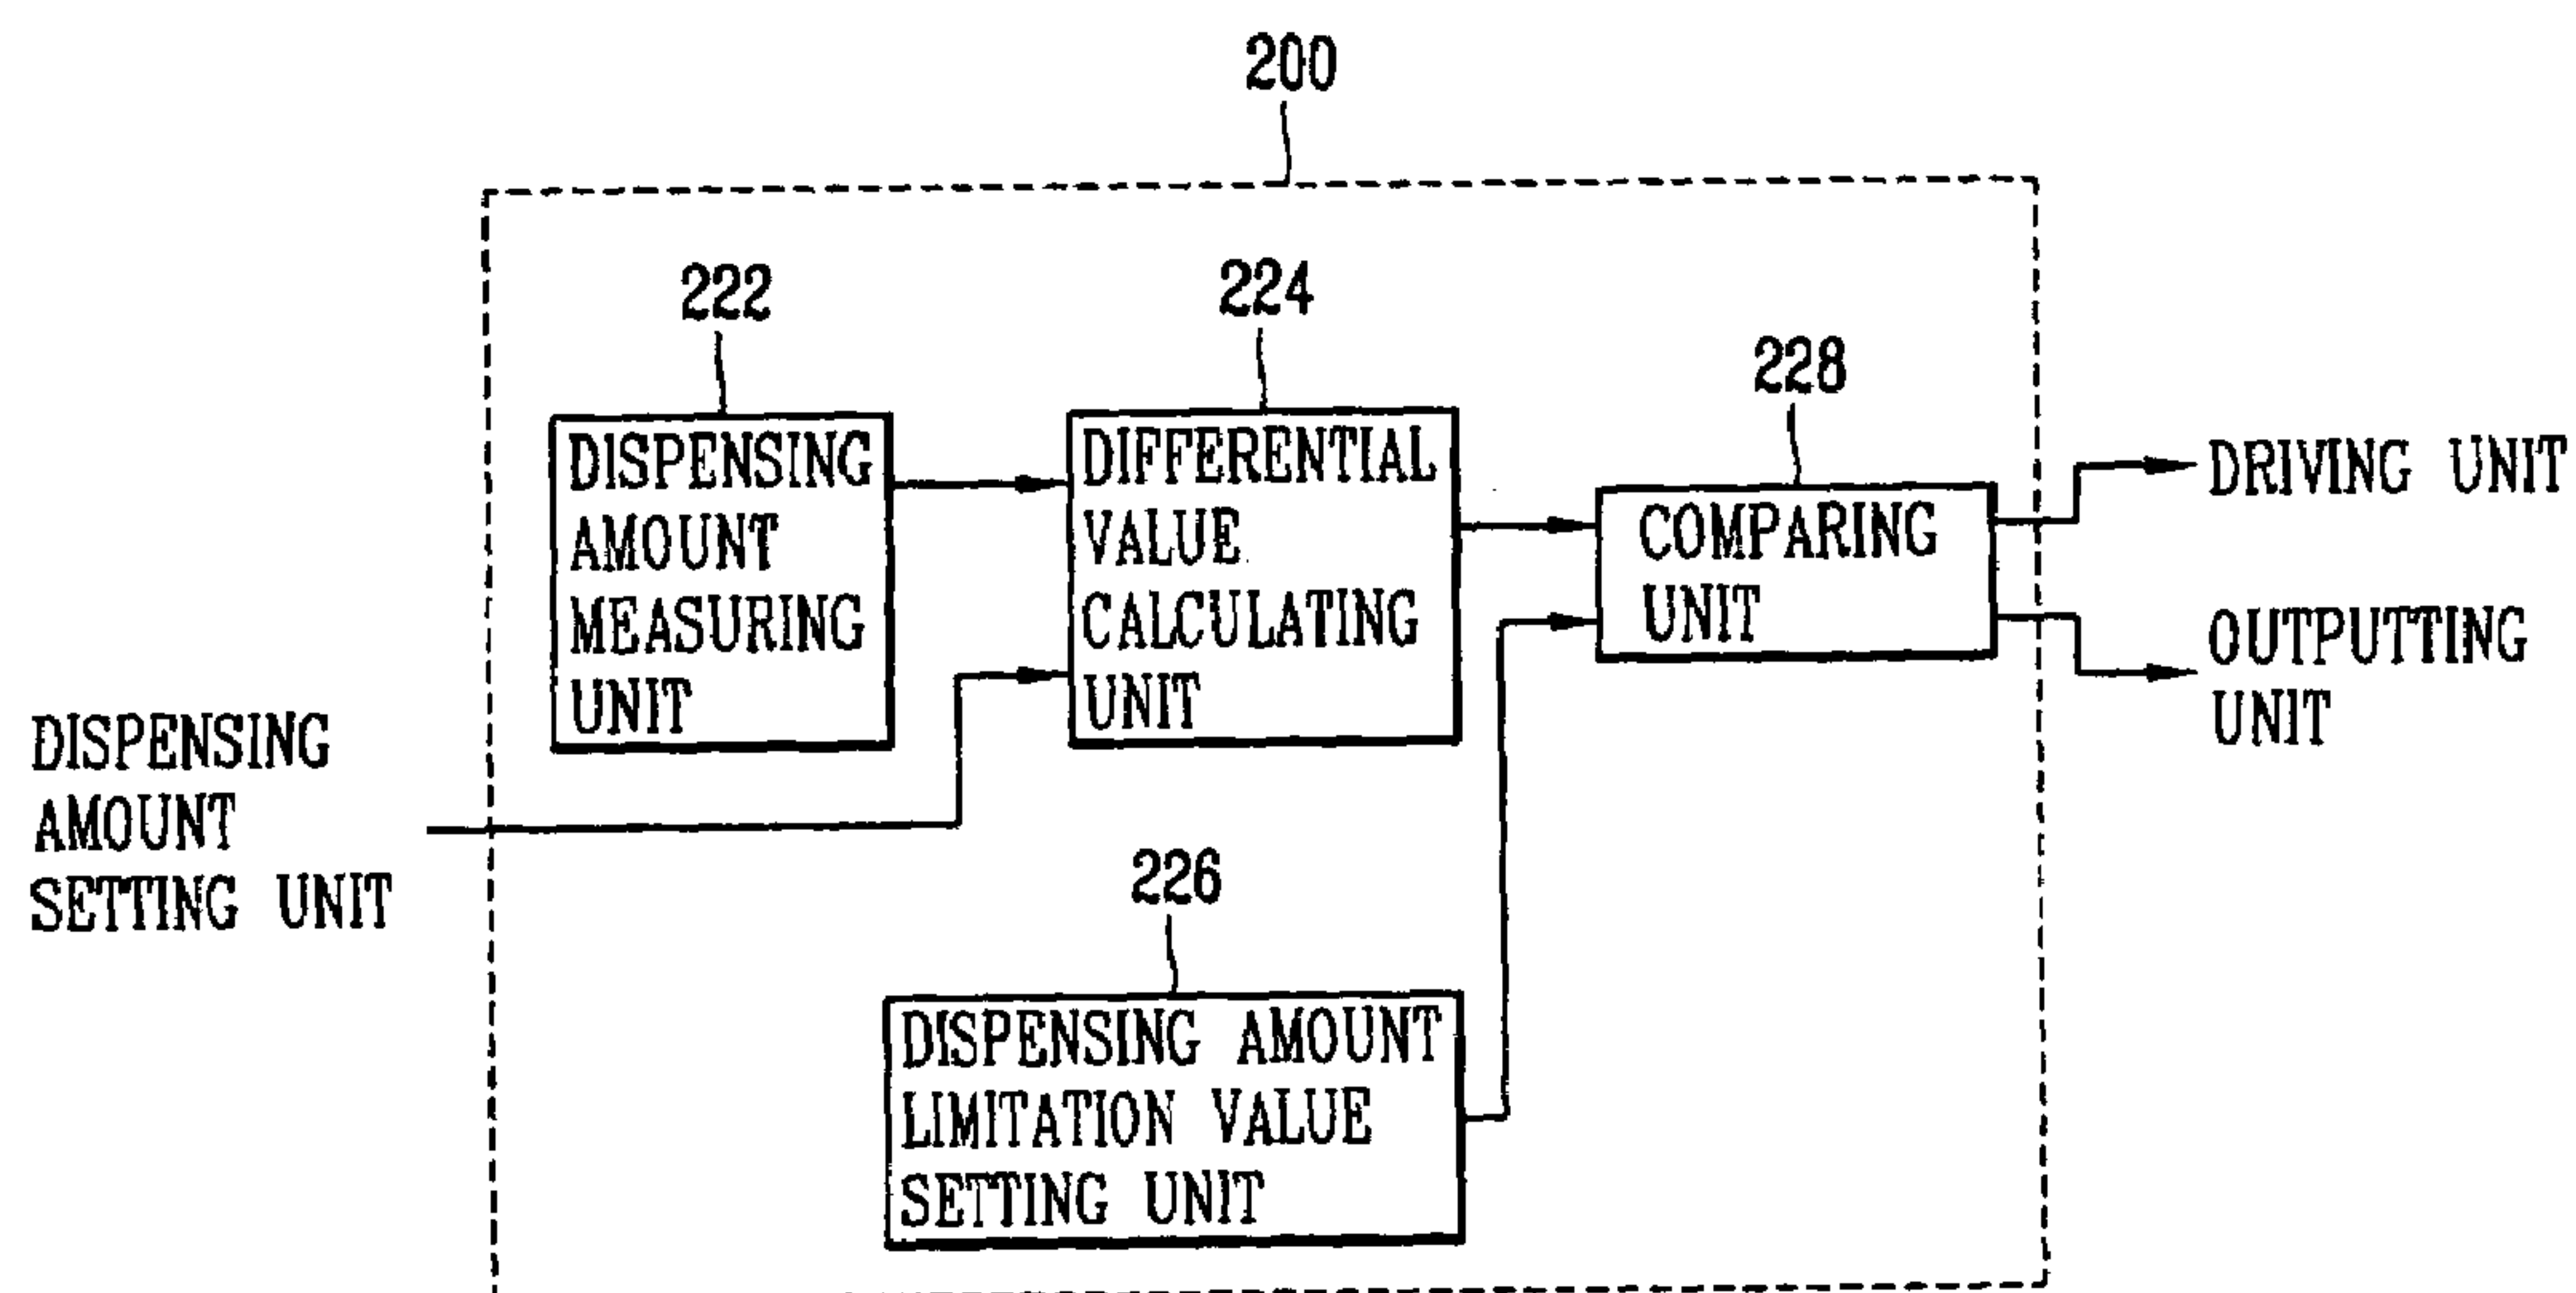 200
222
DISPENSING
AMOUNT
MEASURING
UNIT
224
DIFFERENTIAL
VALUE
CALCULATING
UNIT
228
COMPARING
UNIT
DRIVING UNIT
OUTPUTTING
UNIT
DISPENSING
AMOUNT
SETTING UNIT
226
DISPENSING AMOUNT
LIMITATION VALUE
SETTING UNIT